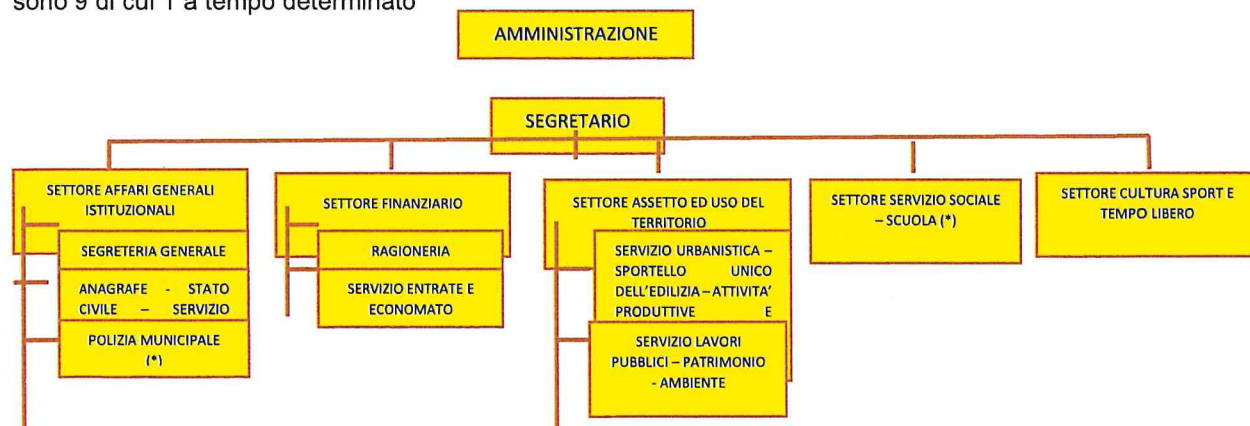 sono 9 di cui 1 a tempo determinato
AMMINISTRAZIONE
SEGRETARIO
SETTORE AFFARI GENERALI
ISTITUZIONALI
SEGRETERIA GENERALE
ANAGRAFE - STATO
CIVILE – SERVIZIO
POLIZIA MUNICIPALE
(*)
SETTORE FINANZIARIO
RAGIONERIA
SERVIZIO ENTRATE E
ECONOMATO
SETTORE ASSETTO ED USO DEL
TERRITORIO
SERVIZIO URBANISTICA –
SPORTELLO UNICO
DELL'EDILIZIA – ATTIVITA'
PRODUTTIVE E
SERVIZIO LAVORI
PUBBLICI – PATRIMONIO
- AMBIENTE
SETTORE SERVIZIO SOCIALE
– SCUOLA (*)
SETTORE CULTURA SPORT E
TEMPO LIBERO